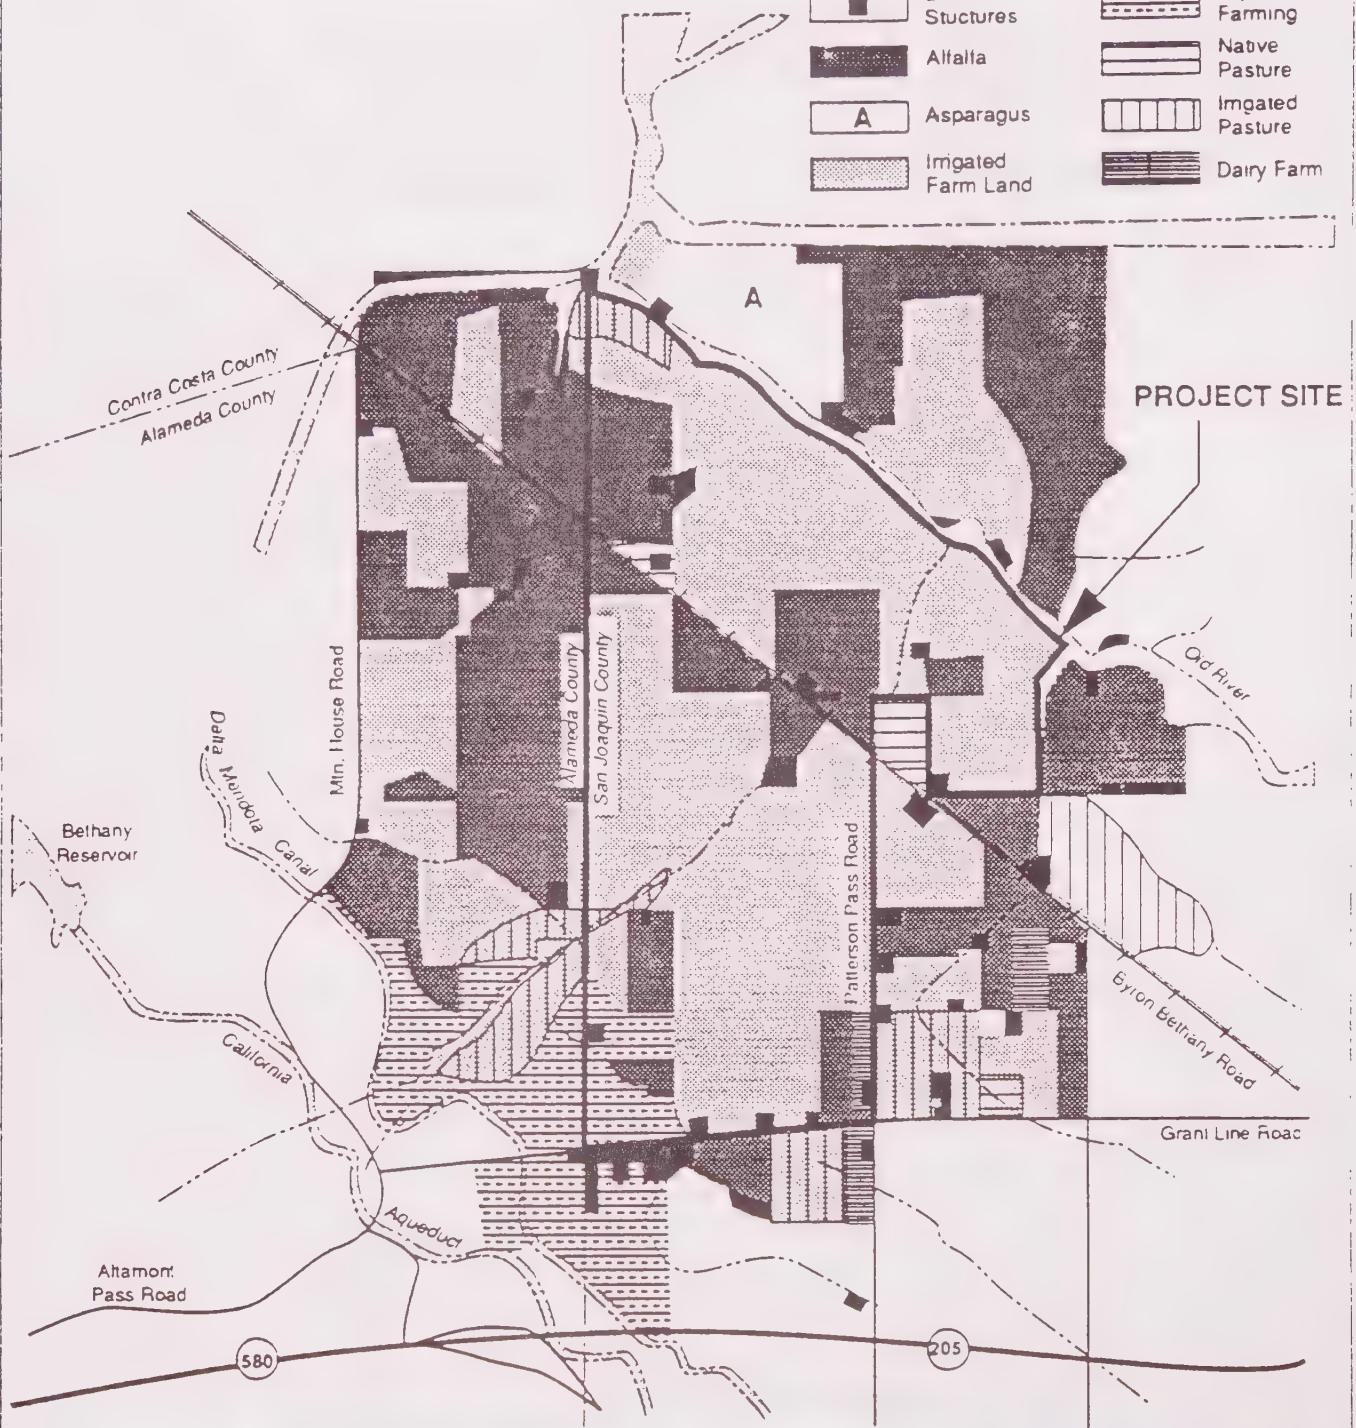 Stuctures
Farming
Alfalfa
Native
Pasture
A
Asparagus
Irrigated
Pasture
Irrigated
Farm Land
Dairy Farm
A
Contra Costa County
Alameda County
PROJECT SITE
Old River
Mtn. House Road
Alameda County
San Joaquin County
Delta Mendota Canal
Bethany
Reservoir
Patterson Pass Road
Byron Bethany Road
California
Grant Line Road
Aqueduct
Altamont
Pass Road
580
205